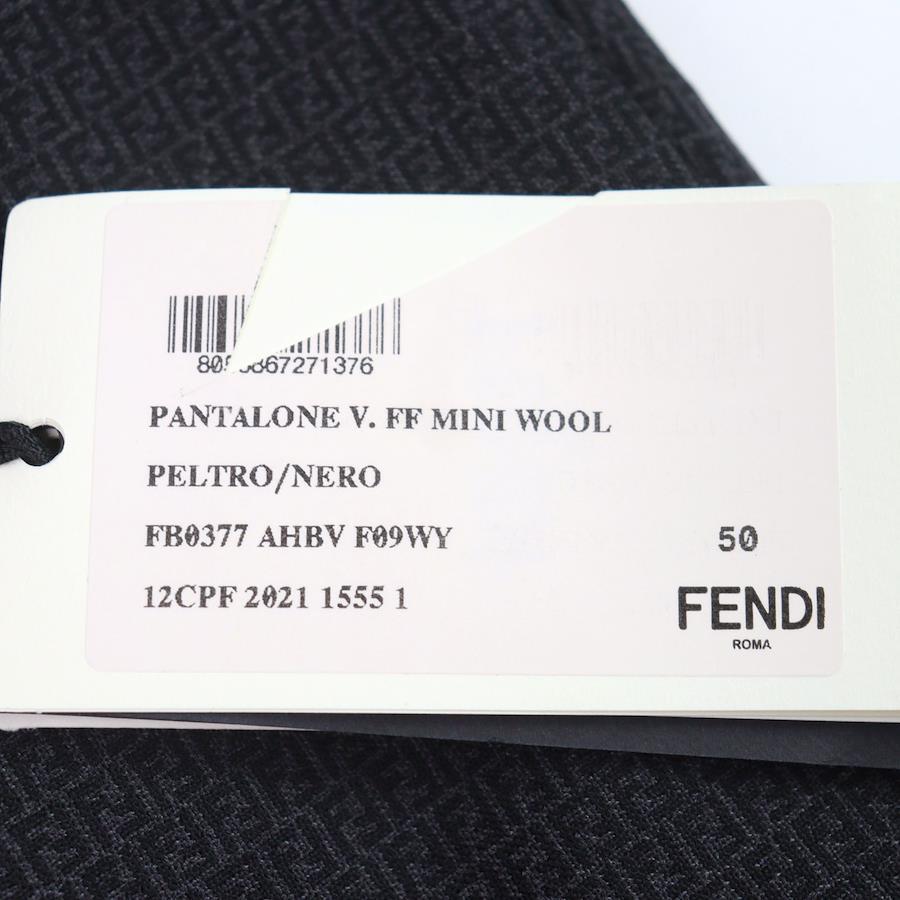 PANTALONE V. FF MINI WOOL
PELTRO/NERO
FB0377 AHBV F09WY 50
12CPF 2021 1555 1
FENDI
ROMA